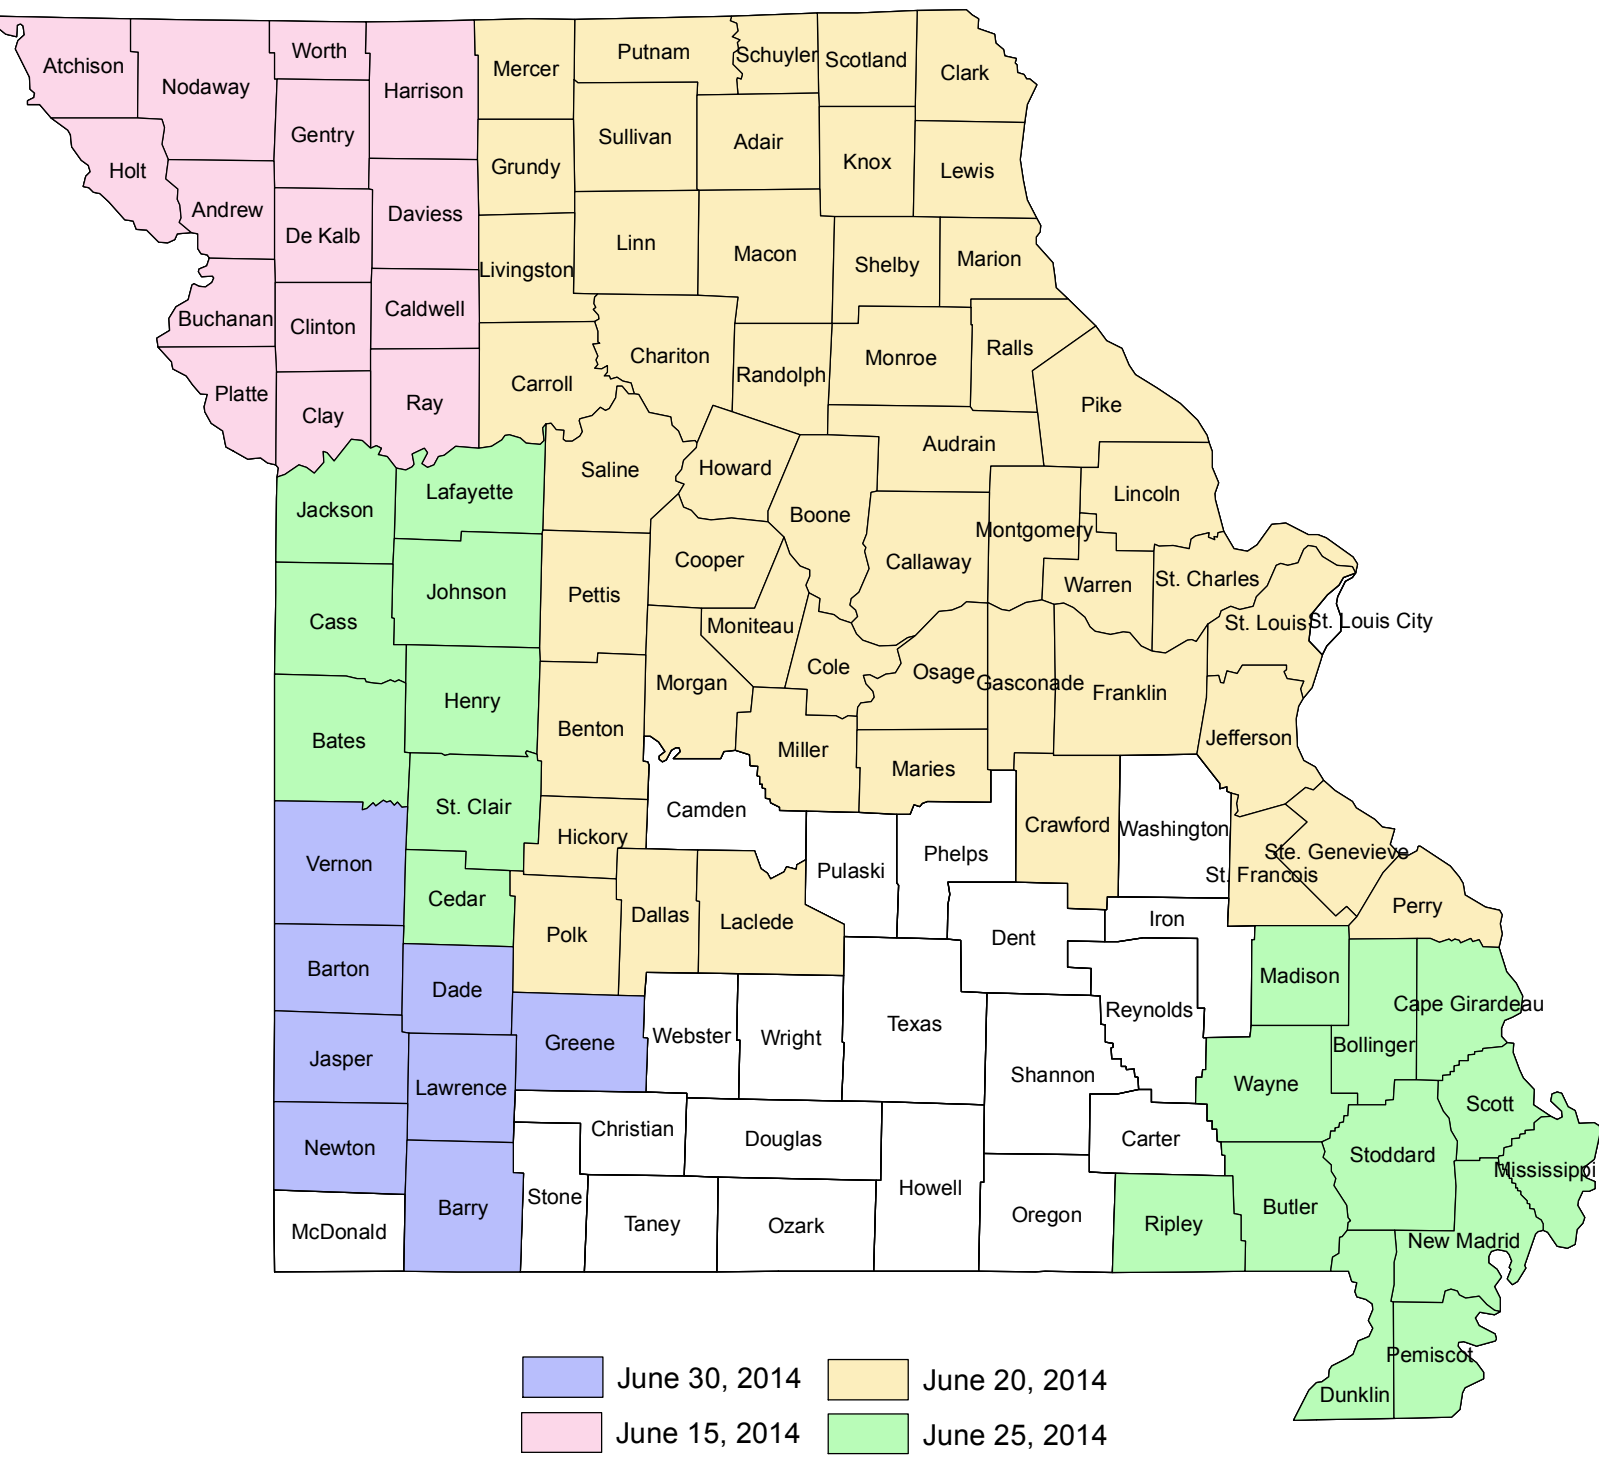 Atchison
Nodaway
Worth
Harrison
Mercer
Putnam
Schuyler
Scotland
Clark
Gentry
Sullivan
Adair
Knox
Lewis
Holt
Grundy
Andrew
De Kalb
Daviess
Linn
Macon
Shelby
Marion
Livingston
Buchanan
Clinton
Caldwell
Chariton
Randolph
Monroe
Ralls
Platte
Clay
Ray
Carroll
Pike
Audrain
Jackson
Lafayette
Saline
Howard
Boone
Lincoln
Montgomery
Cooper
Callaway
Cass
Johnson
Pettis
Warren
St. Charles
Moniteau
St. Louis
St. Louis City
Cole
Osage
Gasconade
Franklin
Morgan
Henry
Bates
Benton
Miller
Maries
Jefferson
St. Clair
Camden
Crawford
Washington
Hickory
Ste. Genevieve
Vernon
Pulaski
Phelps
St. Francois
Cedar
Polk
Dallas
Laclede
Dent
Iron
Perry
Barton
Dade
Madison
Cape Girardeau
Greene
Webster
Wright
Texas
Reynolds
Bollinger
Jasper
Lawrence
Shannon
Wayne
Scott
Newton
Christian
Douglas
Carter
Stoddard
Mississippi
McDonald
Barry
Stone
Taney
Ozark
Howell
Oregon
Ripley
Butler
New Madrid
Pemiscot
Dunklin
June 30, 2014
June 20, 2014
June 15, 2014
June 25, 2014